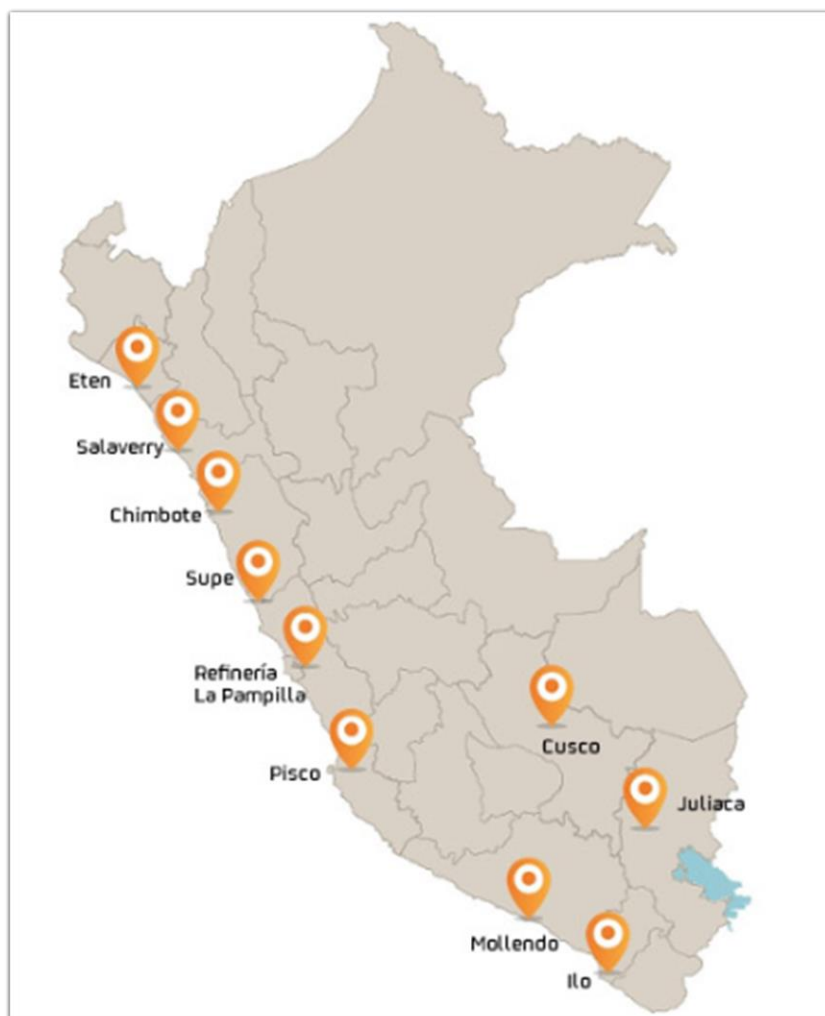 Eten
Salaverry
Chimbote
Supe
Refinería
La Pampilla
Cusco
Pisco
Juliaca
Mollendo
Ilo